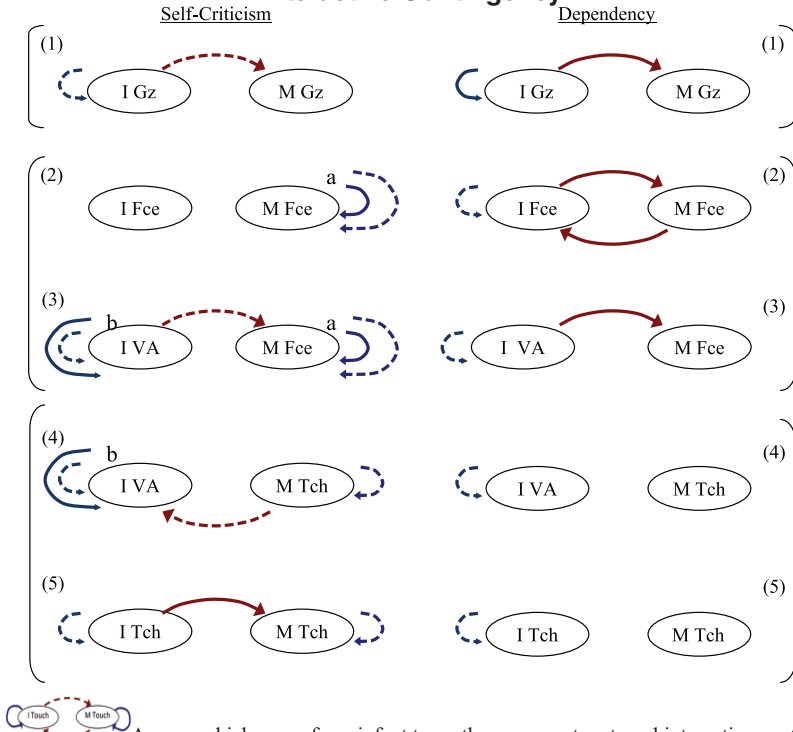 Self-Criticism Dependency
(1) (1)
I Gz M Gz I Gz M Gz
(2) a (2)
I Fce M Fce I Fce M Fce
(3) b a (3)
I VA M Fce I VA M Fce
(4) b (4)
I VA M Tch I VA M Tch
(5) (5)
I Tch M Tch I Tch M Tch
I Touch M Touch